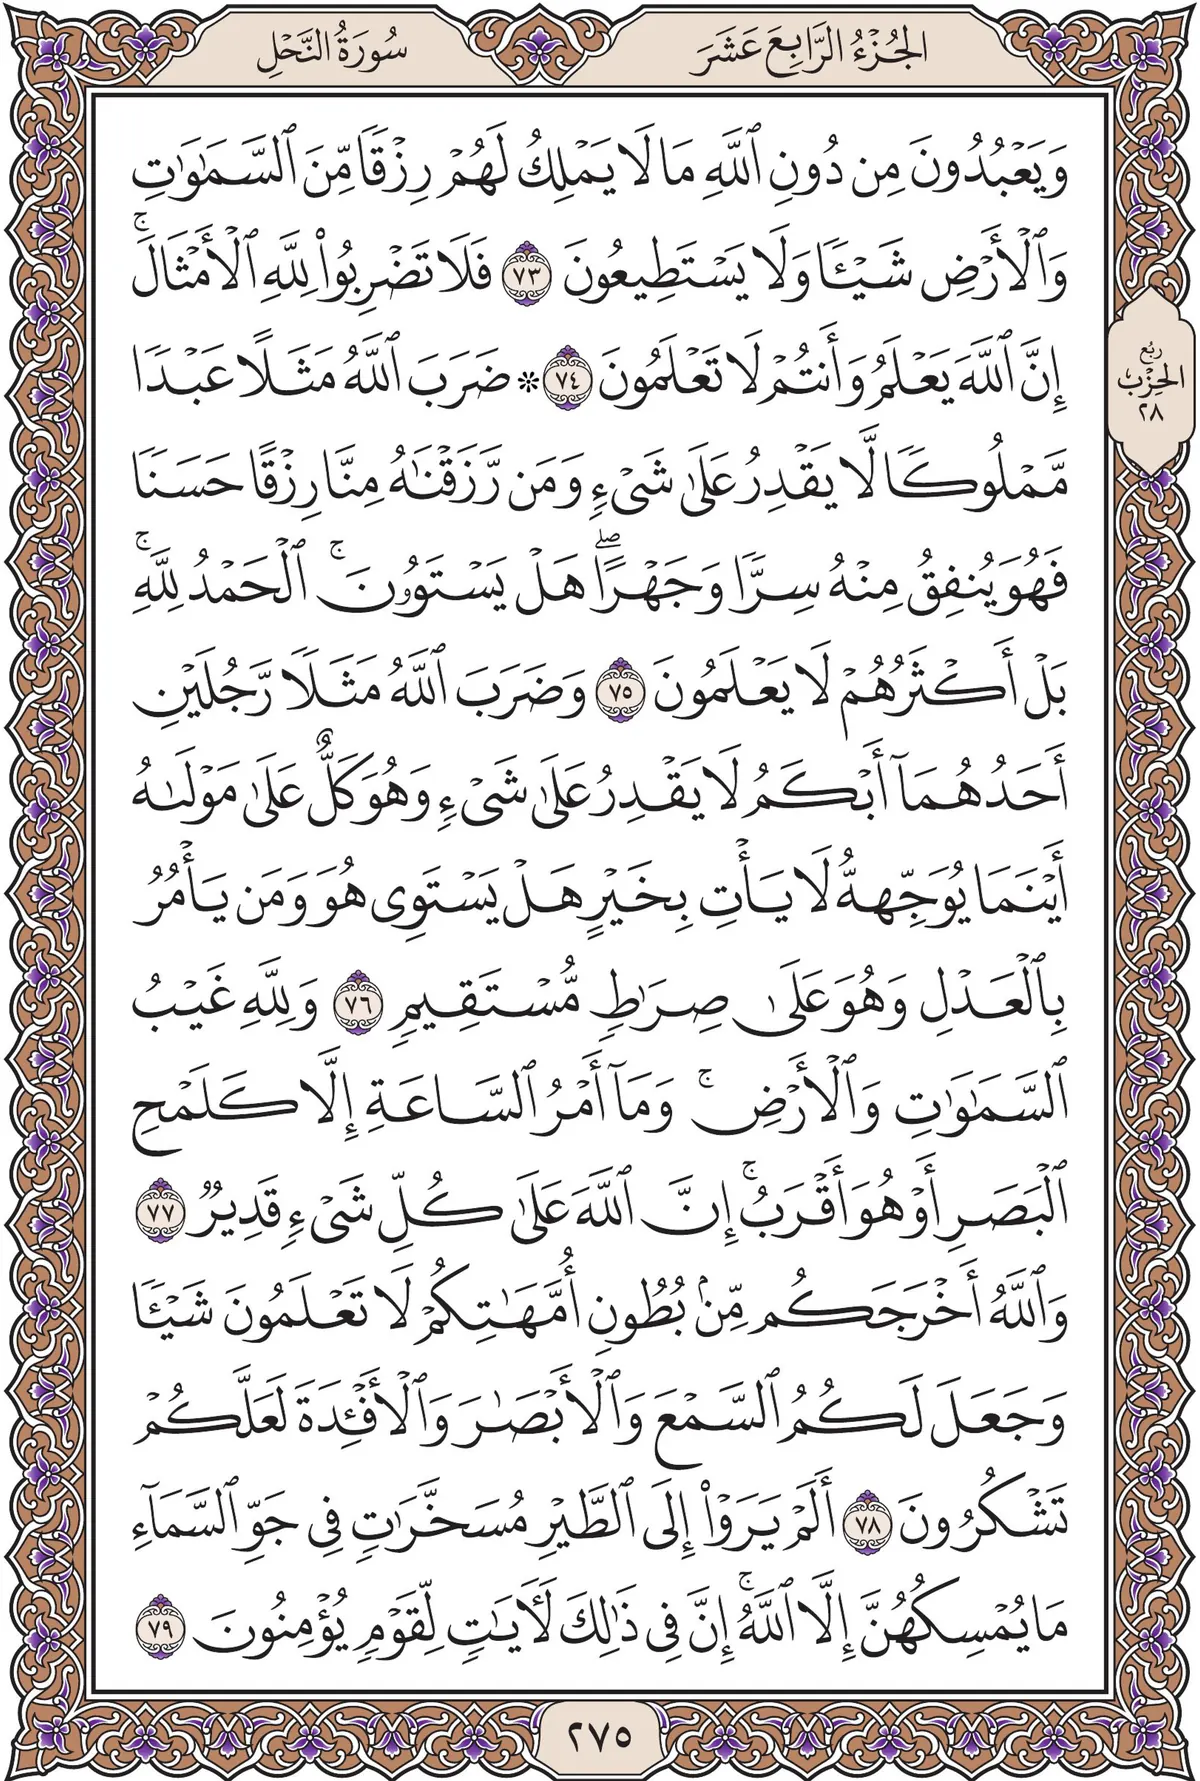 الجُزْءُ الرَّابِعَ عَشَرَ
سُورَةُ النَّحْلِ
وَيَعْبُدُونَ مِن دُونِ ٱللَّهِ مَا لَا يَمْلِكُ لَهُمْ رِزْقًا مِّنَ ٱلسَّمَٰوَٰتِ
وَٱلْأَرْضِ شَيْـًٔا وَلَا يَسْتَطِيعُونَ ٧٣ فَلَا تَضْرِبُوا۟ لِلَّهِ ٱلْأَمْثَالَ ۚ
إِنَّ ٱللَّهَ يَعْلَمُ وَأَنتُمْ لَا تَعْلَمُونَ ٧٤ * ضَرَبَ ٱللَّهُ مَثَلًا عَبْدًا
مَّمْلُوكًا لَّا يَقْدِرُ عَلَىٰ شَىْءٍ وَمَن رَّزَقْنَٰهُ مِنَّا رِزْقًا حَسَنًا
فَهُوَ يُنفِقُ مِنْهُ سِرًّا وَجَهْرًا ۖ هَلْ يَسْتَوُۥنَ ۚ ٱلْحَمْدُ لِلَّهِ ۚ
بَلْ أَكْثَرُهُمْ لَا يَعْلَمُونَ ٧٥ وَضَرَبَ ٱللَّهُ مَثَلًا رَّجُلَيْنِ
أَحَدُهُمَآ أَبْكَمُ لَا يَقْدِرُ عَلَىٰ شَىْءٍ وَهُوَ كَلٌّ عَلَىٰ مَوْلَىٰهُ
أَيْنَمَا يُوَجِّههُّ لَا يَأْتِ بِخَيْرٍ هَلْ يَسْتَوِى هُوَ وَمَن يَأْمُرُ
بِٱلْعَدْلِ وَهُوَ عَلَىٰ صِرَٰطٍ مُّسْتَقِيمٍ ٧٦ وَلِلَّهِ غَيْبُ
ٱلسَّمَٰوَٰتِ وَٱلْأَرْضِ ۚ وَمَآ أَمْرُ ٱلسَّاعَةِ إِلَّا كَلَمْحِ
ٱلْبَصَرِ أَوْ هُوَ أَقْرَبُ ۚ إِنَّ ٱللَّهَ عَلَىٰ كُلِّ شَىْءٍ قَدِيرٌ ٧٧
وَٱللَّهُ أَخْرَجَكُم مِّنۢ بُطُونِ أُمَّهَٰتِكُمْ لَا تَعْلَمُونَ شَيْـًٔا
وَجَعَلَ لَكُمُ ٱلسَّمْعَ وَٱلْأَبْصَٰرَ وَٱلْأَفْـِٔدَةَ لَعَلَّكُمْ
تَشْكُرُونَ ٧٨ أَلَمْ يَرَوْا۟ إِلَى ٱلطَّيْرِ مُسَخَّرَٰتٍ فِى جَوِّ ٱلسَّمَآءِ
مَا يُمْسِكُهُنَّ إِلَّا ٱللَّهُ ۚ إِنَّ فِى ذَٰلِكَ لَـَٔايَٰتٍ لِّقَوْمٍ يُؤْمِنُونَ ٧٩
رُبُع
الحِزْب
٢٨
٢٧٥